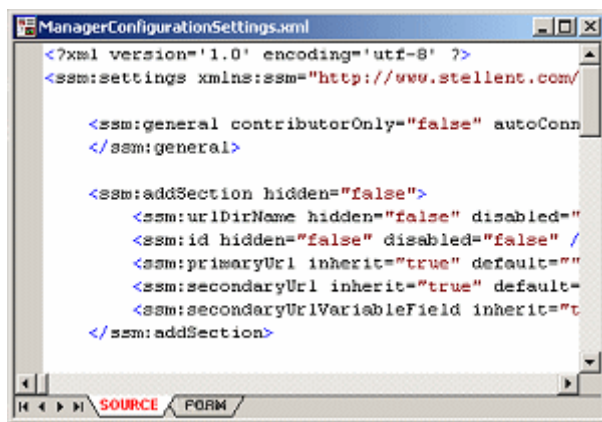 ManagerConfigurationSettings.xml
<?xml version='1.0' encoding='utf-8' ?>
<ssm:settings xmlns:ssm="http://www.stellent.com/
<ssm:general contributorOnly="false" autoConn
</ssm:general>
<ssm:addSection hidden="false">
<ssm:urlDirName hidden="false" disabled="
<ssm:id hidden="false" disabled="false" /
<ssm:primaryUrl inherit="true" default=""
<ssm:secondaryUrl inherit="true" default=
<ssm:secondaryUrlVariableField inherit="t
</ssm:addSection>
SOURCE FORM